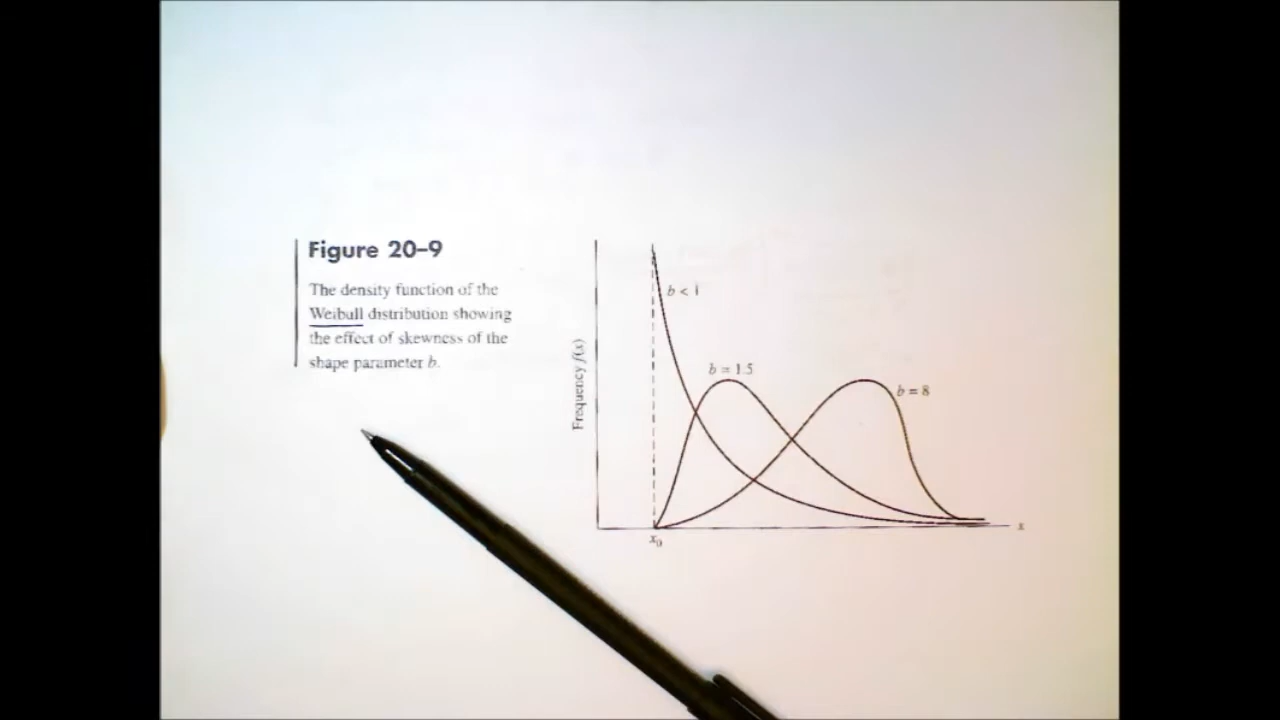 Figure 20–9
The density function of the
Weibull distribution showing
the effect of skewness of the
shape parameter b.
Frequency f(x)
b < 1
b = 1.5
b = 8
x₀
x